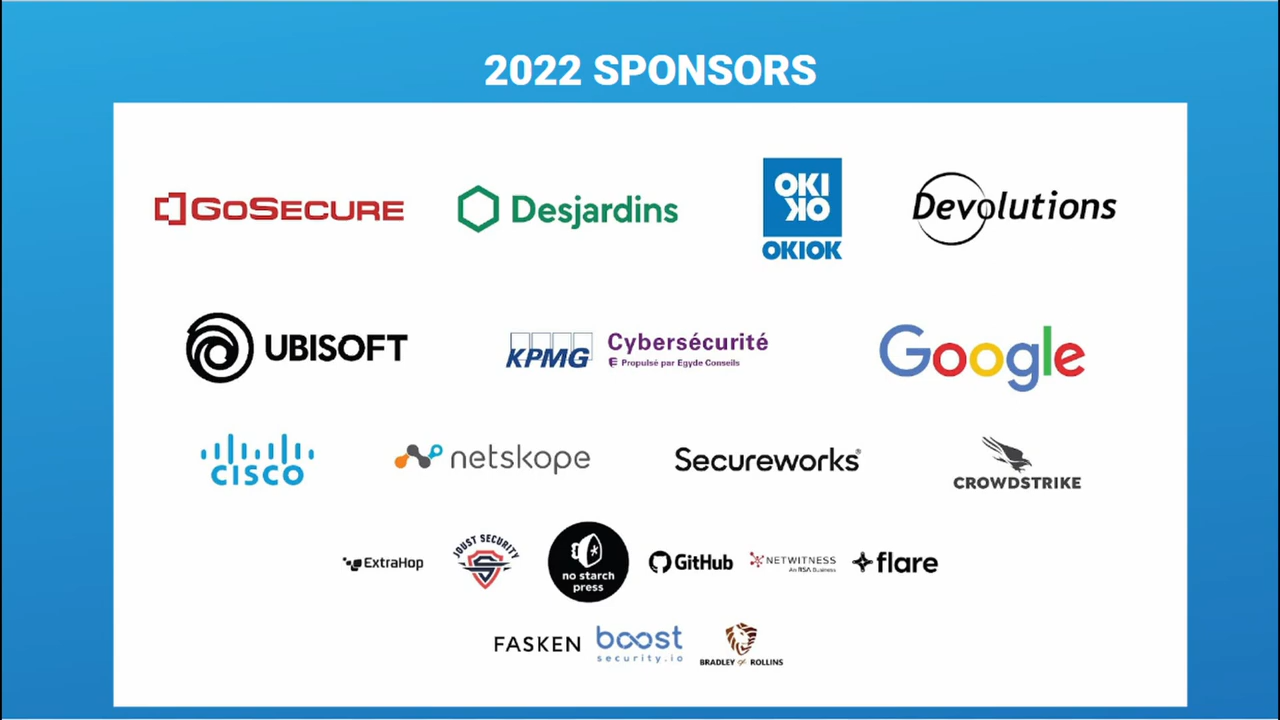 2022 SPONSORS
GoSecure
Desjardins
OKI
OK
OKIOK
Devolutions
UBISOFT
KPMG
Cybersécurité
Propulsé par Egyde Conseils
Google
CISCO
netskope
Secureworks®
CROWDSTRIKE
ExtraHop
JOUST SECURITY
no starch
press
GitHub
NETWITNESS
An RSA Business
flare
FASKEN
boost
security.io
BRADLEY & ROLLINS